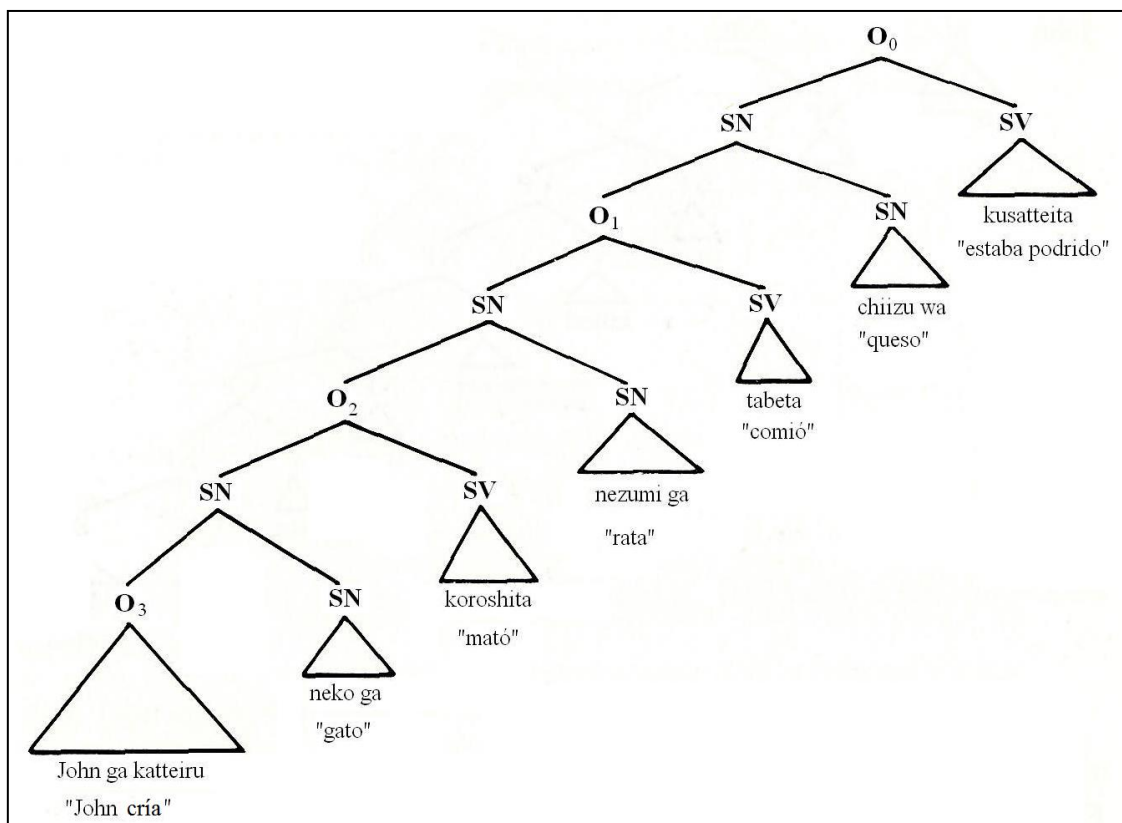 O₀
SN SV
kusatteita
"estaba podrido"
O₁ SN
chiizu wa
"queso"
SN SV
tabeta
"comió"
O₂ SN
nezumi ga
"rata"
SN SV
koroshita
"mató"
O₃ SN
neko ga
"gato"
John ga katteiru
"John cría"